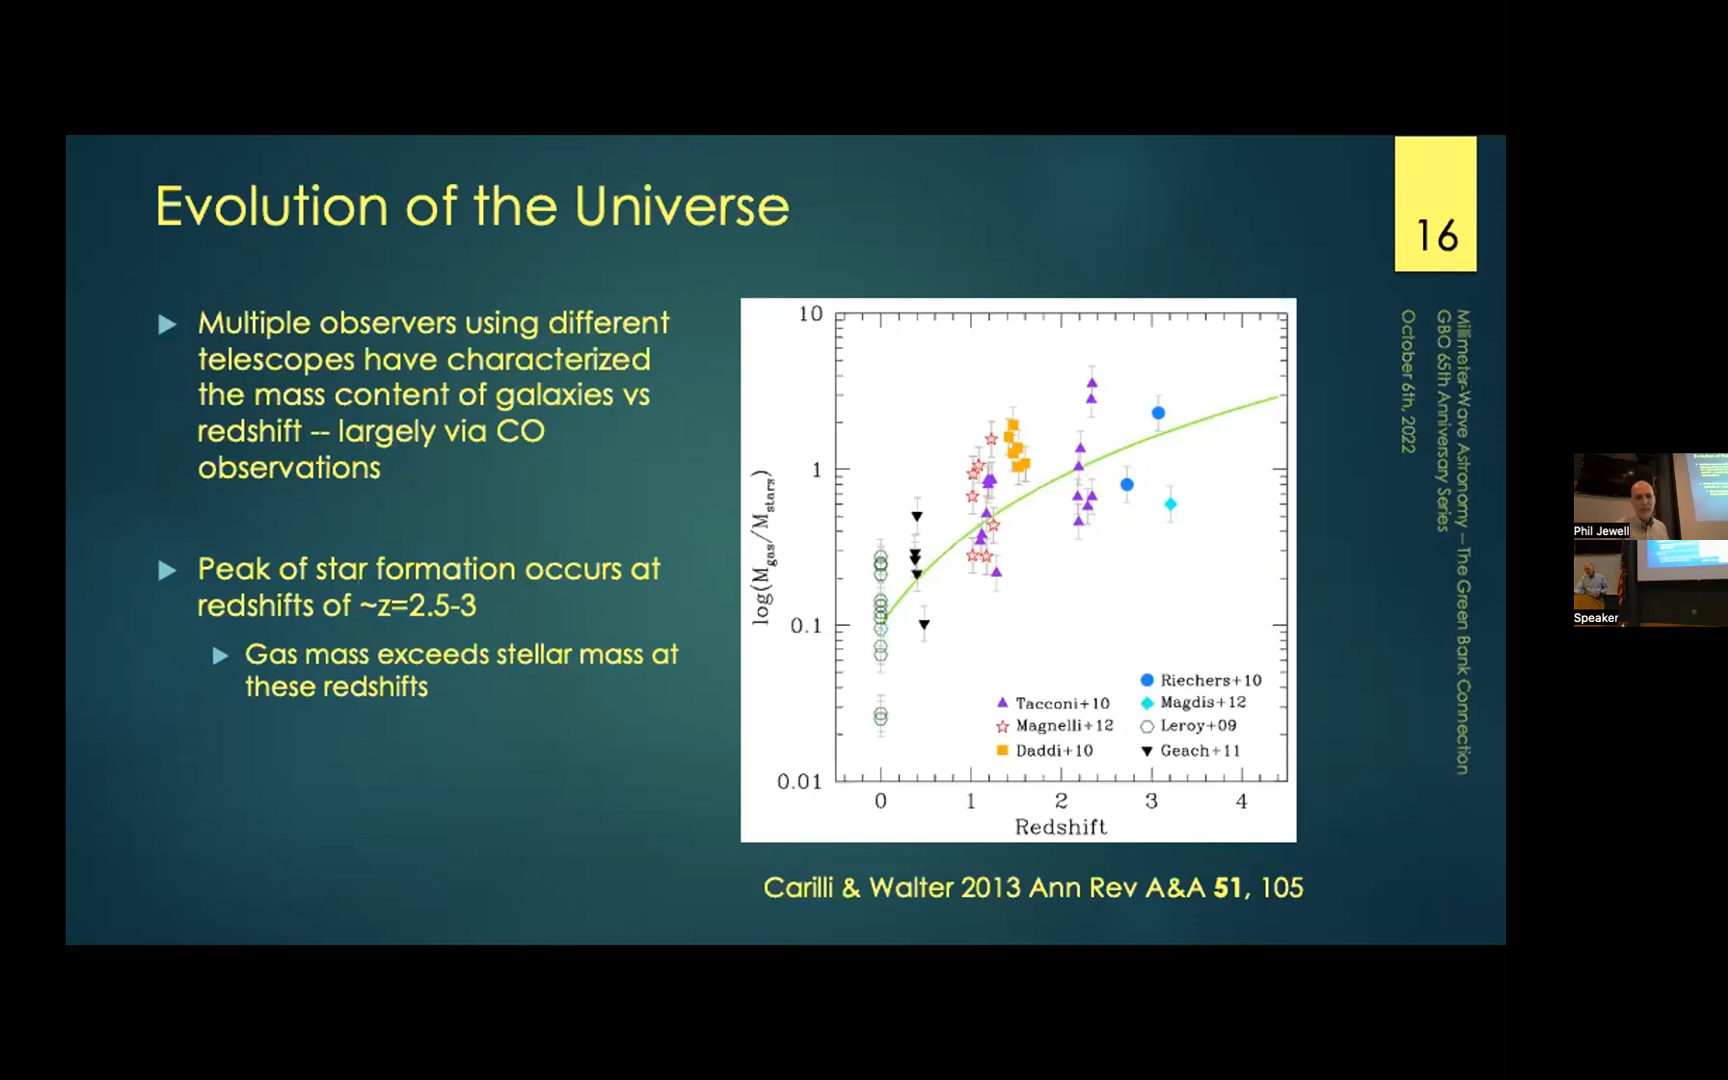 Evolution of the Universe
16
Multiple observers using different
telescopes have characterized
the mass content of galaxies vs
redshift -- largely via CO
observations
Peak of star formation occurs at
redshifts of ~z=2.5-3
Gas mass exceeds stellar mass at
these redshifts
10
1
0.1
0.01
log(Mgas/Mstars)
0 1 2 3 4
Redshift
Tacconi+10
Magnelli+12
Daddi+10
Riechers+10
Magdis+12
Leroy+09
Geach+11
Carilli & Walter 2013 Ann Rev A&A 51, 105
Millimeter-Wave Astronomy -- The Green Bank Connection
GBO 65th Anniversary Series
October 6th, 2022
Phil Jewell
Speaker